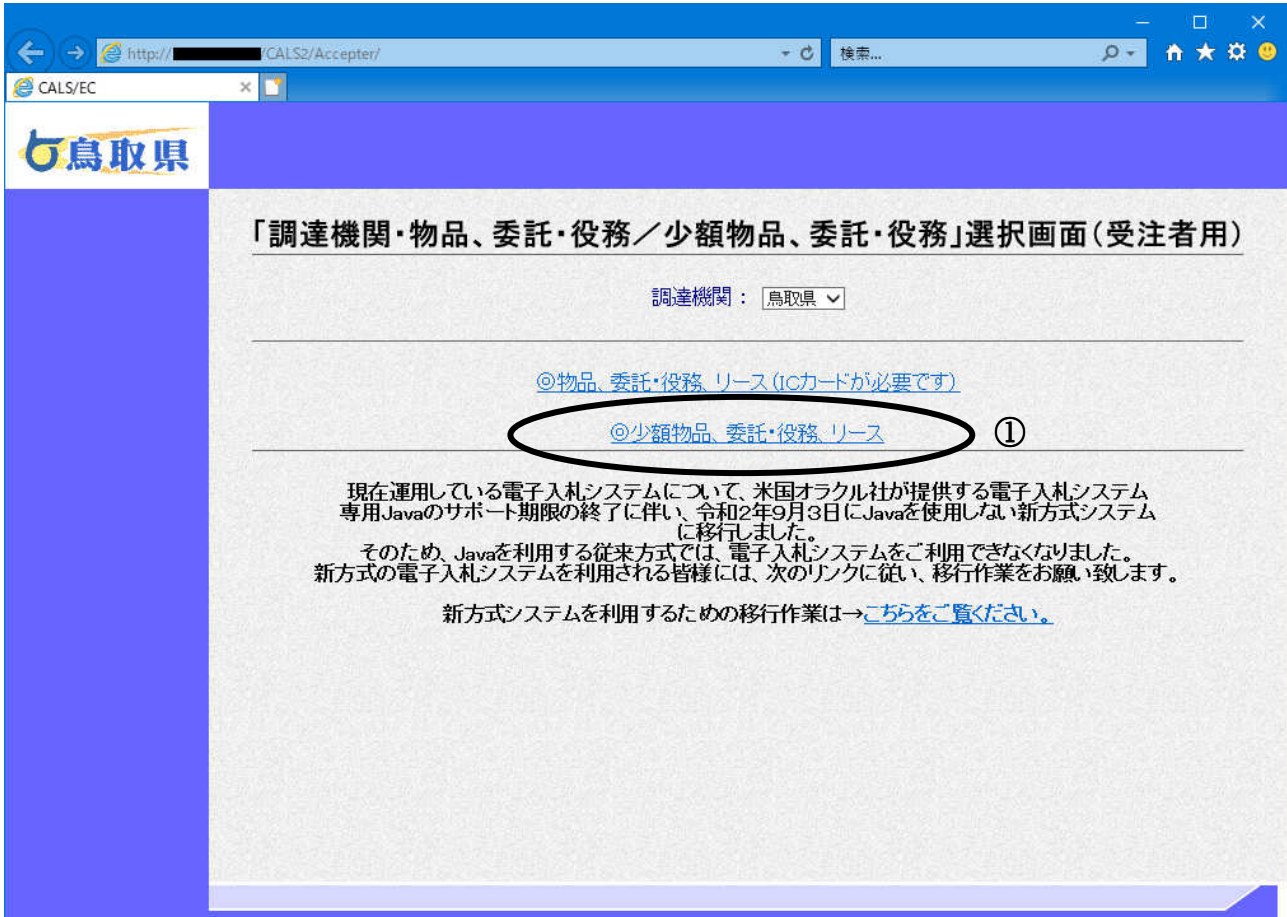 http:// /CALS2/Accepter/
検索...
CALS/EC
鳥取県
「調達機関・物品、委託・役務／少額物品、委託・役務」選択画面(受注者用)
調達機関： 鳥取県
◎物品、委託・役務、リース(ICカードが必要です)
◎少額物品、委託・役務、リース ①
現在運用している電子入札システムについて、米国オラクル社が提供する電子入札システム
専用Javaのサポート期限の終了に伴い、令和2年9月3日にJavaを使用しない新方式システム
に移行しました。
そのため、Javaを利用する従来方式では、電子入札システムをご利用できなくなりました。
新方式の電子入札システムを利用される皆様には、次のリンクに従い、移行作業をお願い致します。
新方式システムを利用するための移行作業は→こちらをご覧ください。